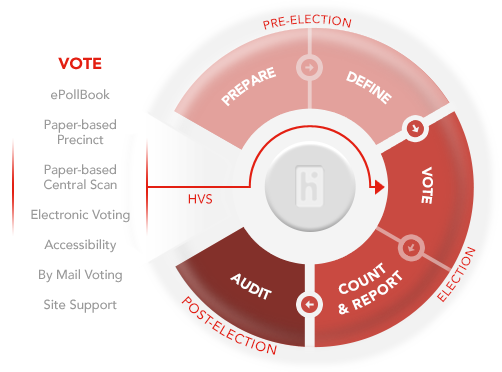 VOTE
ePollBook
Paper-based
Precinct
Paper-based
Central Scan
Electronic Voting
Accessibility
By Mail Voting
Site Support
HVS
PRE-ELECTION
PREPARE
DEFINE
VOTE
ELECTION
COUNT
& REPORT
AUDIT
POST-ELECTION
hi